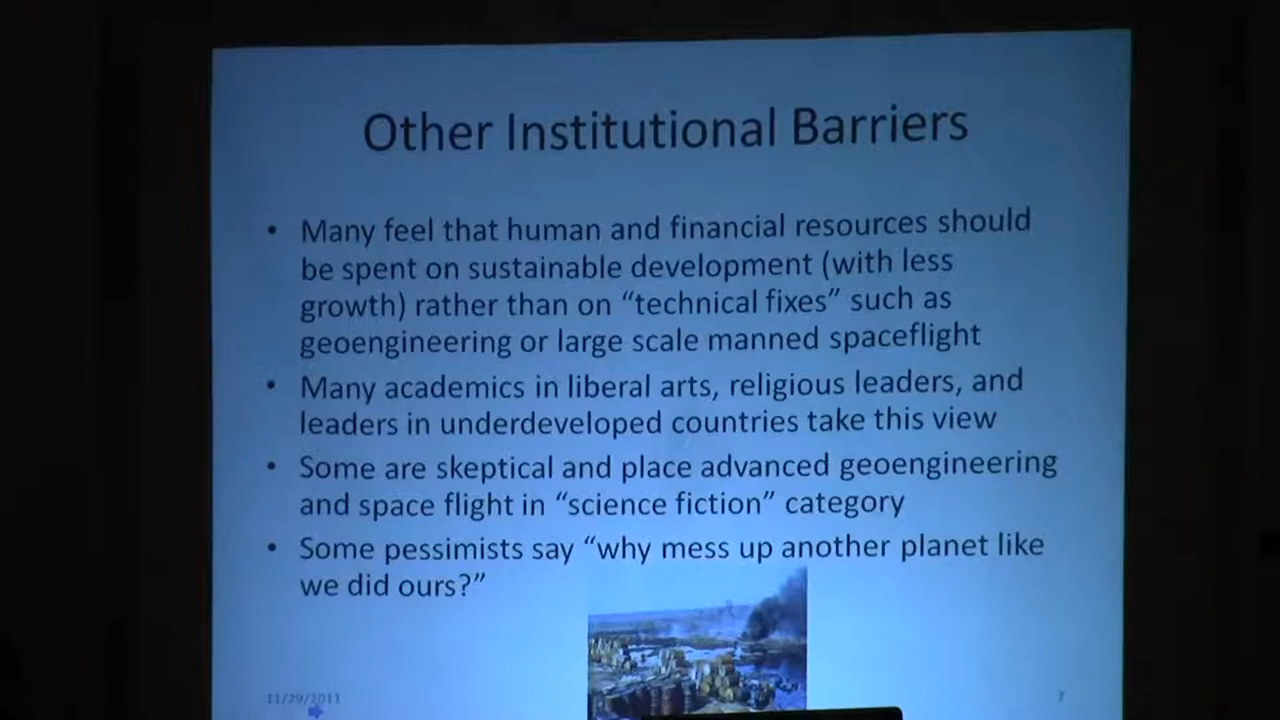 Other Institutional Barriers
• Many feel that human and financial resources should
be spent on sustainable development (with less
growth) rather than on “technical fixes” such as
geoengineering or large scale manned spaceflight
• Many academics in liberal arts, religious leaders, and
leaders in underdeveloped countries take this view
• Some are skeptical and place advanced geoengineering
and space flight in “science fiction” category
• Some pessimists say “why mess up another planet like
we did ours?”
11/29/2011
7